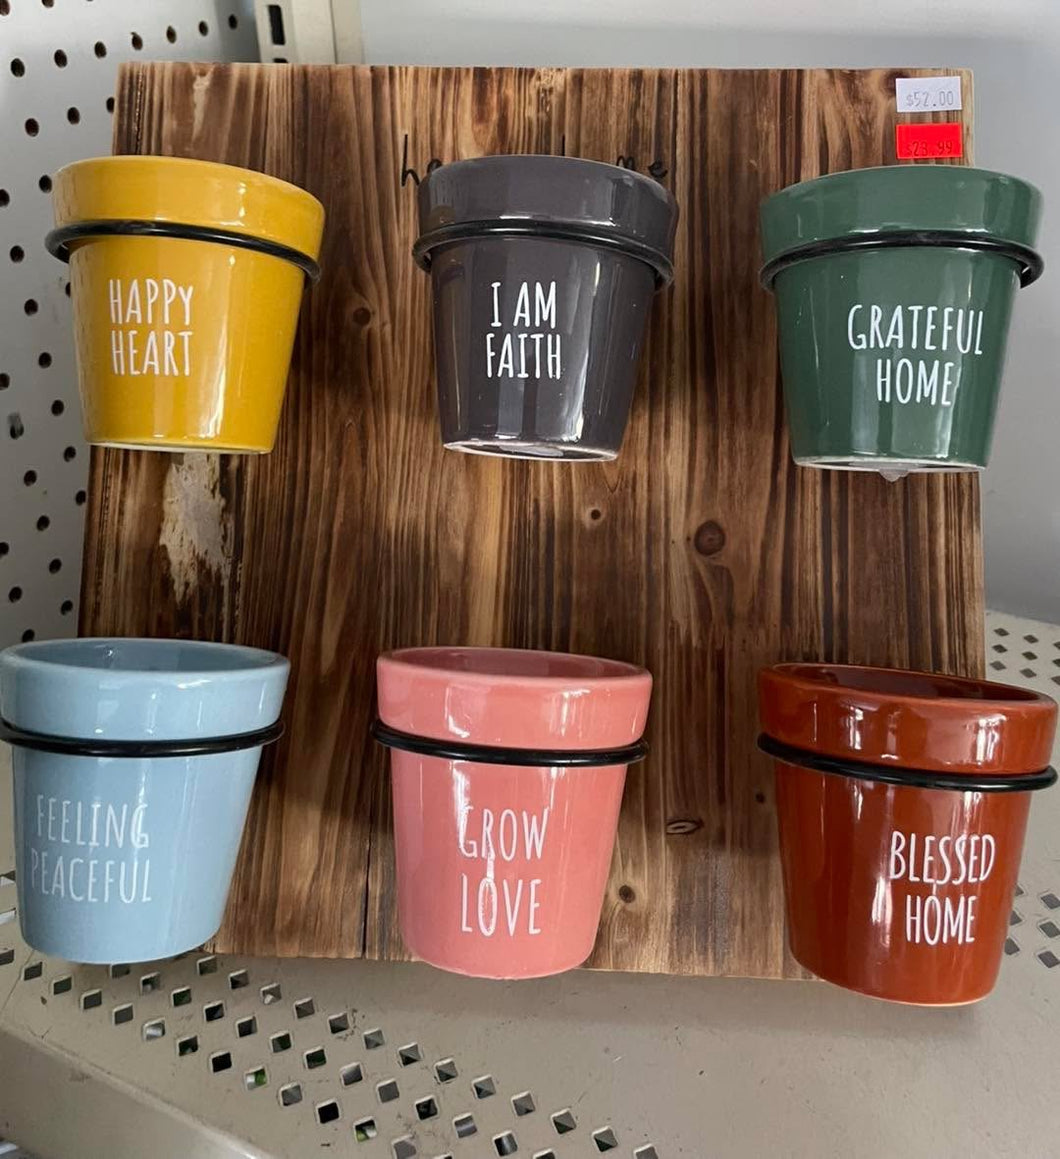 $52.00
$23.99
HAPPY
HEART
I AM
FAITH
GRATEFUL
HOME
FEELING
PEACEFUL
GROW
LOVE
BLESSED
HOME